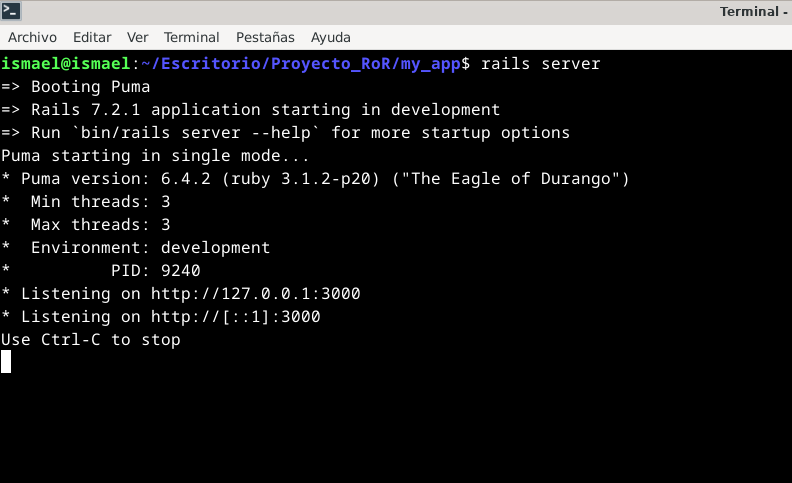 Terminal -
Archivo Editar Ver Terminal Pestañas Ayuda
ismael@ismael:~/Escritorio/Proyecto_RoR/my_app$ rails server
=> Booting Puma
=> Rails 7.2.1 application starting in development
=> Run `bin/rails server --help` for more startup options
Puma starting in single mode...
* Puma version: 6.4.2 (ruby 3.1.2-p20) ("The Eagle of Durango")
*  Min threads: 3
*  Max threads: 3
*  Environment: development
*          PID: 9240
* Listening on http://127.0.0.1:3000
* Listening on http://[::1]:3000
Use Ctrl-C to stop